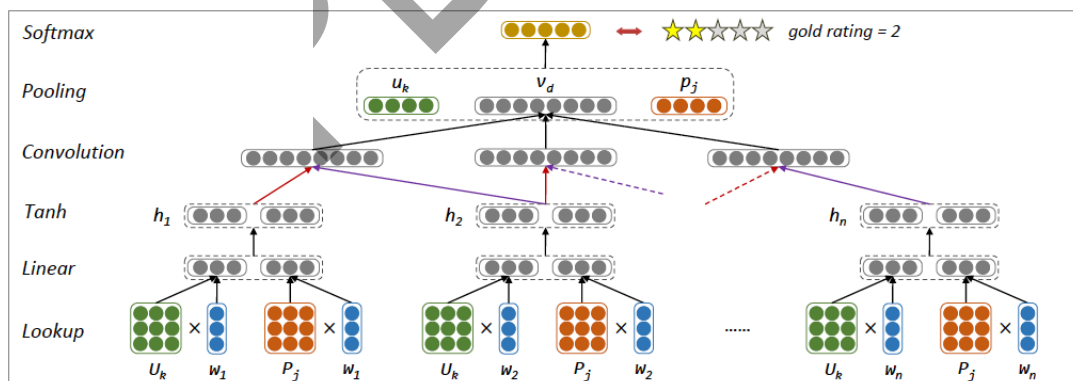 Softmax gold rating = 2
Pooling u_k v_d p_j
Convolution
Tanh h_1 h_2 h_n
Linear
Lookup × × × × ...... × ×
U_k w_1 P_j w_1 U_k w_2 P_j w_2 U_k w_n P_j w_n